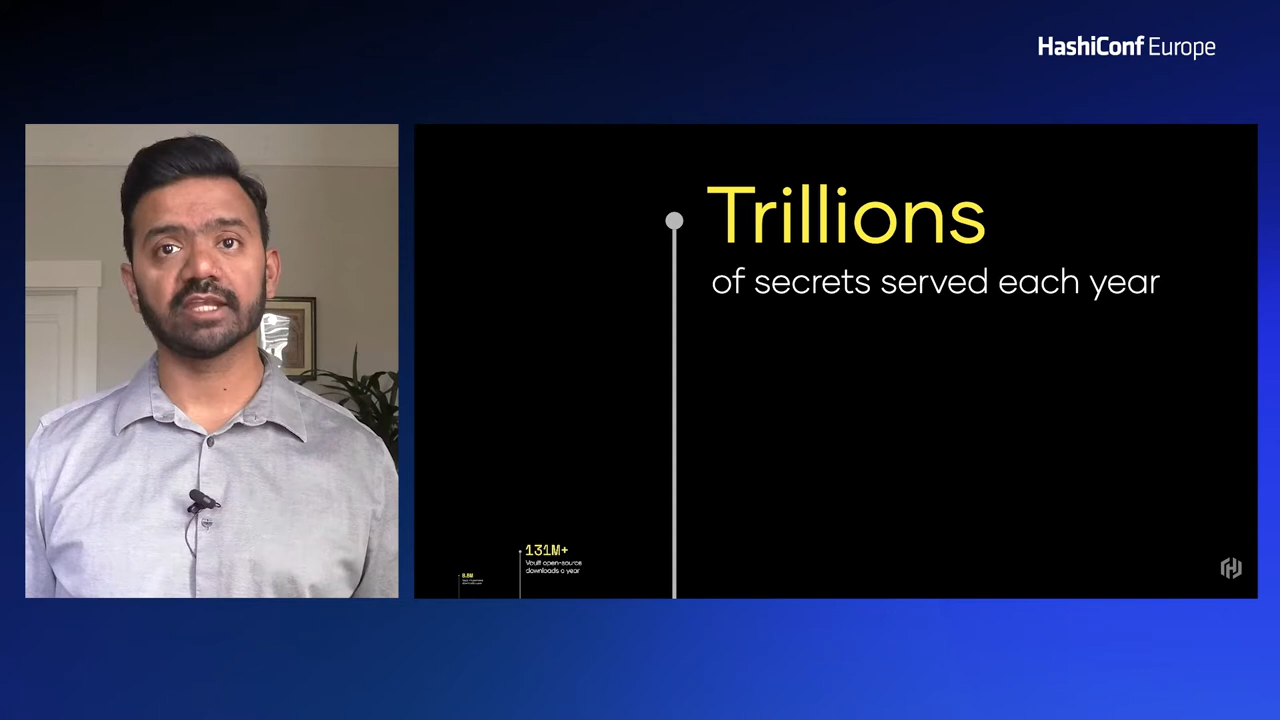 HashiConf Europe
Trillions
of secrets served each year
131M+
Vault open-source
downloads a year